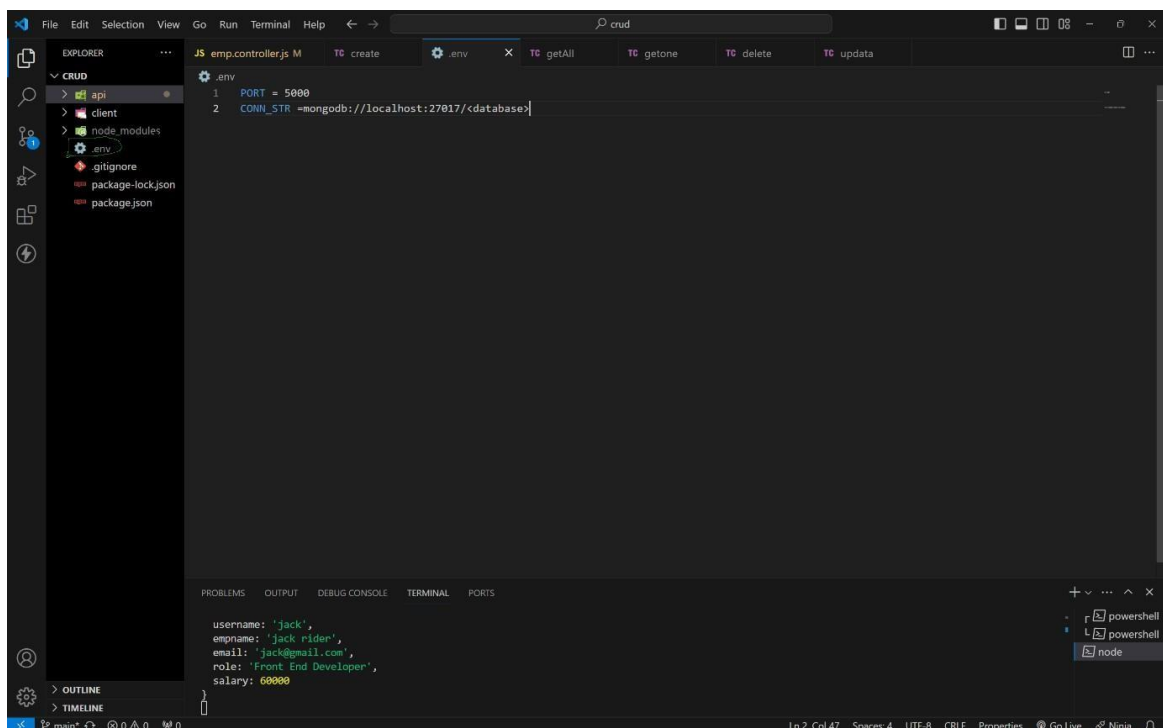 File Edit Selection View Go Run Terminal Help
crud
EXPLORER
JS emp.controller.js M
TC create
.env
TC getAll
TC getone
TC delete
TC updata
CRUD
api
client
node_modules
.env
.gitignore
package-lock.json
package.json
.env
1 PORT = 5000
2 CONN_STR =mongodb://localhost:27017/<database>
PROBLEMS OUTPUT DEBUG CONSOLE TERMINAL PORTS
username: 'jack',
empname: 'jack rider',
email: 'jack@gmail.com',
role: 'Front End Developer',
salary: 60000
}
powershell
powershell
node
OUTLINE
TIMELINE
main* 0 0 0 Ln 2, Col 47 Spaces: 4 UTF-8 CRLF Properties Go Live Ninja